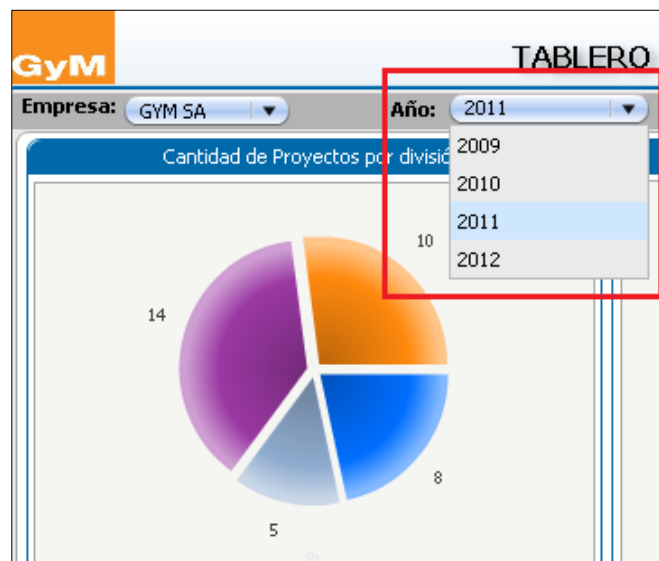 GyM
TABLERO
Empresa: GYM SA
Año: 2011
2009
2010
2011
2012
Cantidad de Proyectos por divisió
10
14
8
5